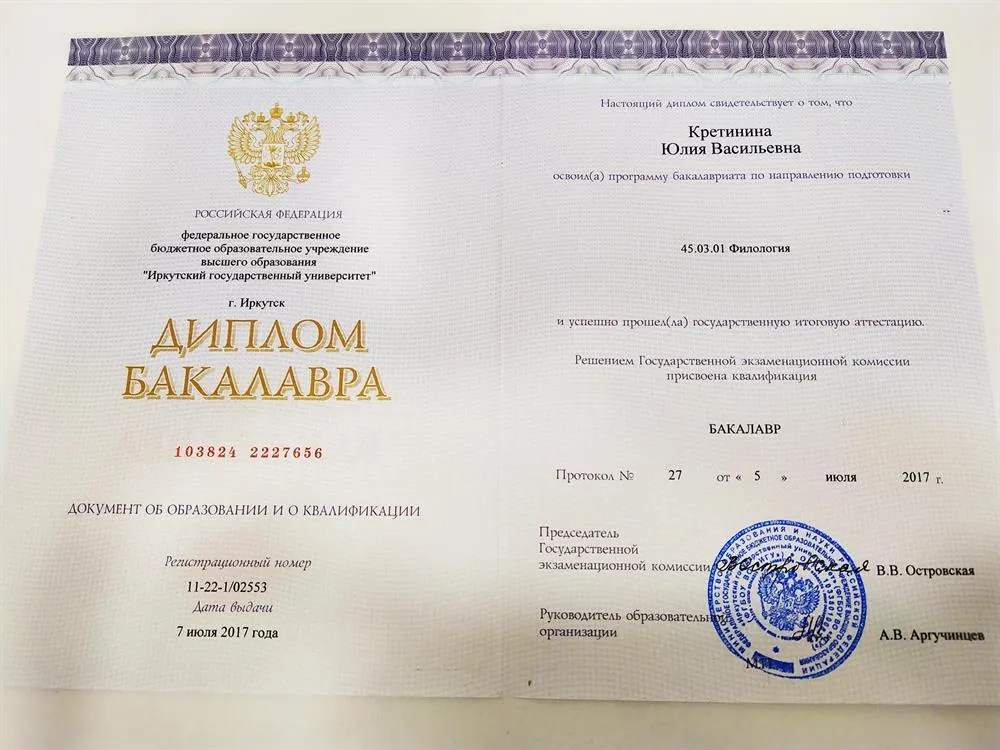 РОССИЙСКАЯ ФЕДЕРАЦИЯ
федеральное государственное
бюджетное образовательное учреждение
высшего образования
"Иркутский государственный университет"
г. Иркутск
ДИПЛОМ
БАКАЛАВРА
103824 2227656
ДОКУМЕНТ ОБ ОБРАЗОВАНИИ И О КВАЛИФИКАЦИИ
Регистрационный номер
11-22-1/02553
Дата выдачи
7 июля 2017 года
Настоящий диплом свидетельствует о том, что
Кретинина
Юлия Васильевна
освоил(а) программу бакалавриата по направлению подготовки
45.03.01 Филология
и успешно прошел(ла) государственную итоговую аттестацию.
Решением Государственной экзаменационной комиссии
присвоена квалификация
БАКАЛАВР
Протокол № 27 от « 5 » июля 2017 г.
Председатель
Государственной
экзаменационной комиссии В.В. Островская
Руководитель образовательной
организации А.В. Аргучинцев
М.П.